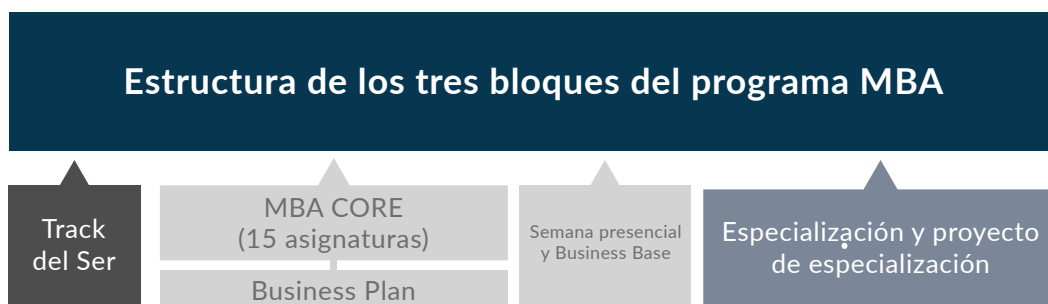 Estructura de los tres bloques del programa MBA
Track
del Ser
MBA CORE
(15 asignaturas)
Business Plan
Semana presencial
y Business Base
Especialización y proyecto
de especialización